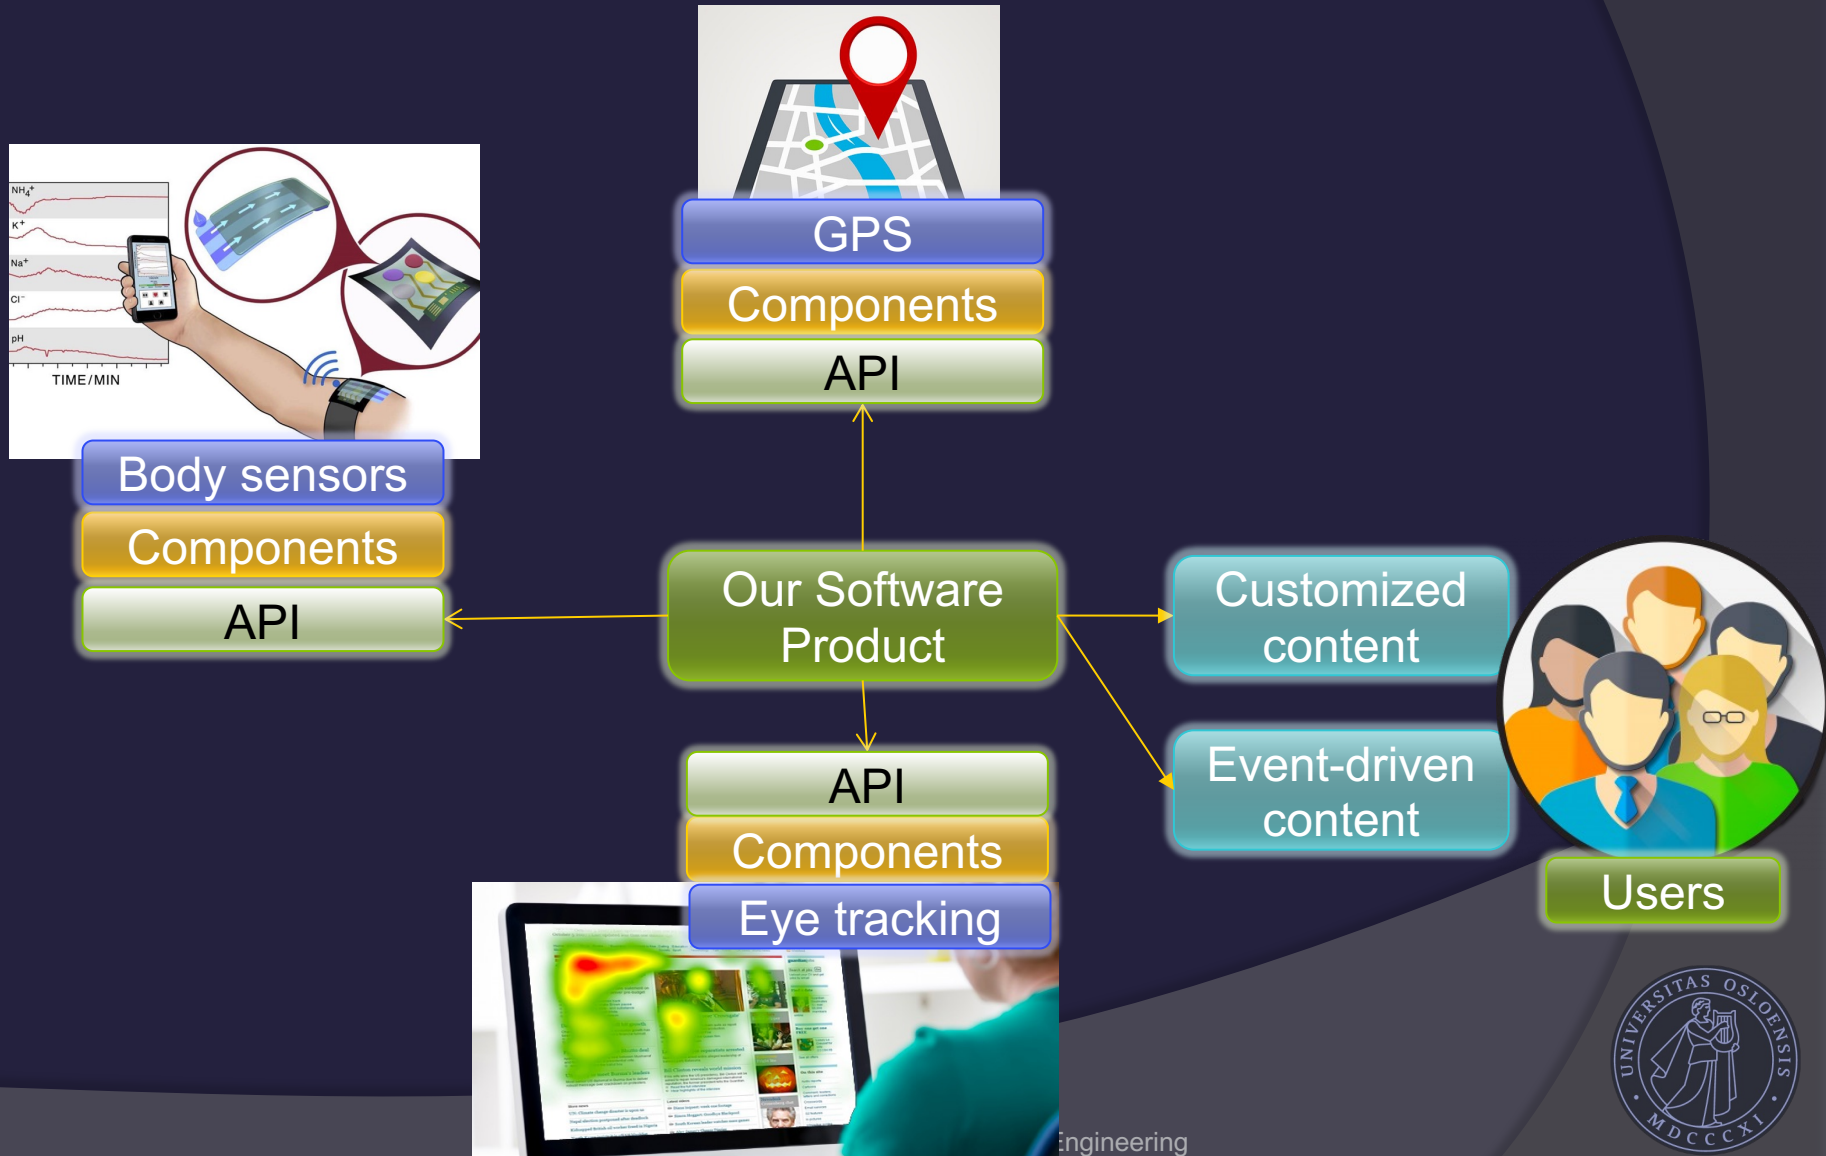 GPS
Components
API
NH4+
K+
Na+
Cl−
pH
TIME/MIN
Body sensors
Components
API
Our Software
Product
Customized
content
Event-driven
content
Users
API
Components
Eye tracking
Engineering
UNIVERSITAS OSLOENSIS
MDCCCXI